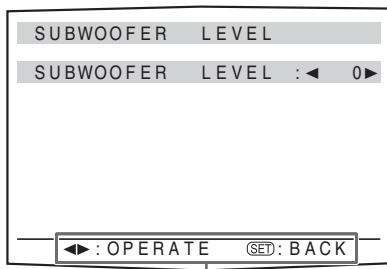 SUBWOOFER LEVEL
SUBWOOFER LEVEL :◄ 0►
◄►:OPERATE SET:BACK